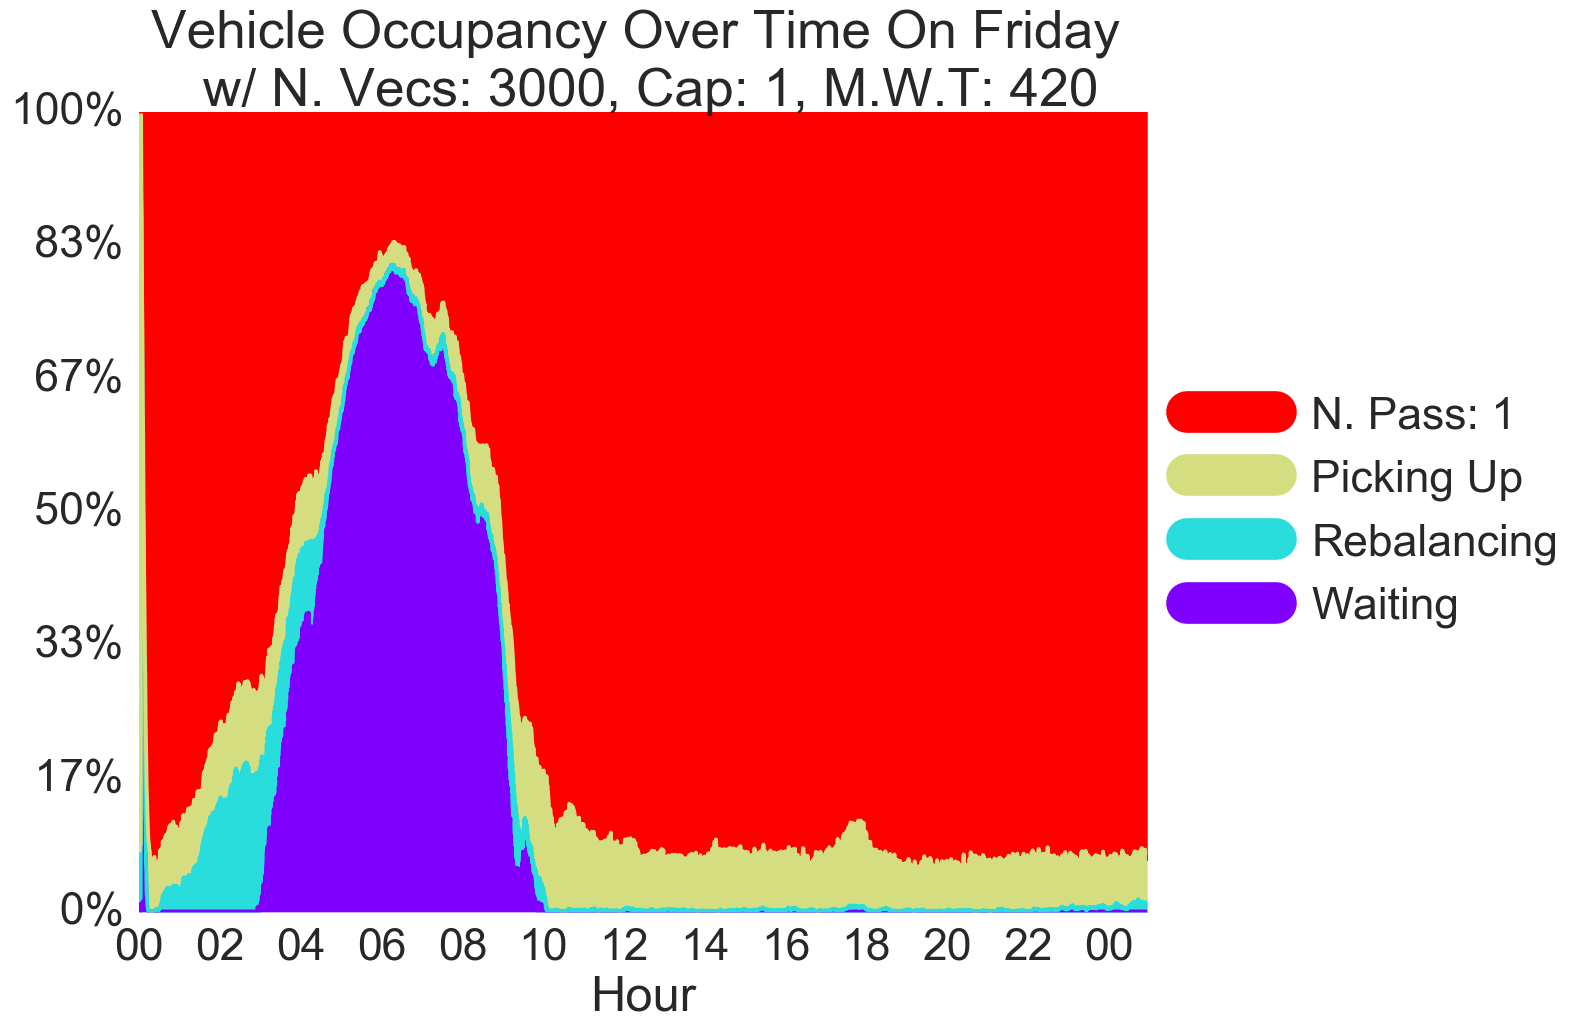 Vehicle Occupancy Over Time On Friday
w/ N. Vecs: 3000, Cap: 1, M.W.T: 420
100%
83%
67%
50%
33%
17%
0%
00 02 04 06 08 10 12 14 16 18 20 22 00
Hour
N. Pass: 1
Picking Up
Rebalancing
Waiting